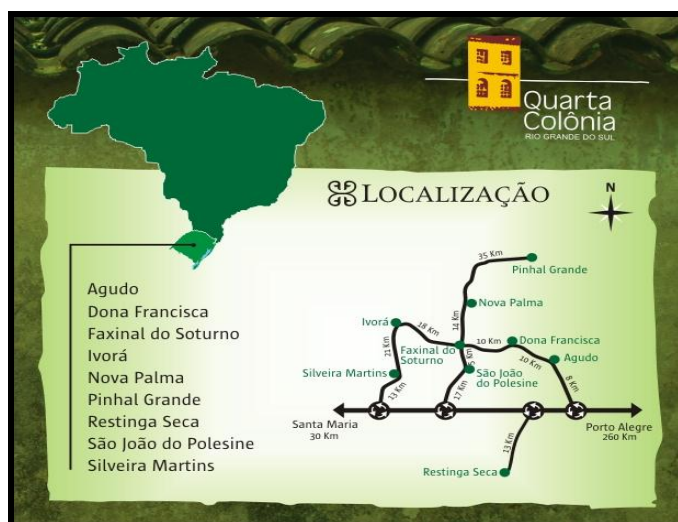 Quarta
Colônia
RIO GRANDE DO SUL
LOCALIZAÇÃO
N
Agudo
Dona Francisca
Faxinal do Soturno
Ivorá
Nova Palma
Pinhal Grande
Restinga Seca
São João do Polesine
Silveira Martins
35 Km
Pinhal Grande
Nova Palma
14 Km
Ivorá
18 Km
10 Km
Dona Francisca
Faxinal do
Soturno
21 Km
5 Km
10 Km
Agudo
Silveira Martins
São João
do Polesine
13 Km
17 Km
8 Km
Santa Maria
30 Km
Porto Alegre
260 Km
13 Km
Restinga Seca